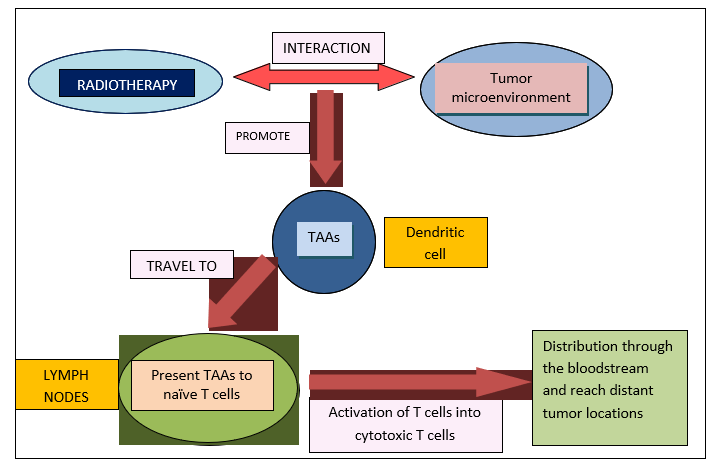 INTERACTION
RADIOTHERAPY
Tumor
microenvironment
PROMOTE
TAAs
Dendritic
cell
TRAVEL TO
LYMPH
NODES
Present TAAs to
naïve T cells
Activation of T cells into
cytotoxic T cells
Distribution through
the bloodstream
and reach distant
tumor locations